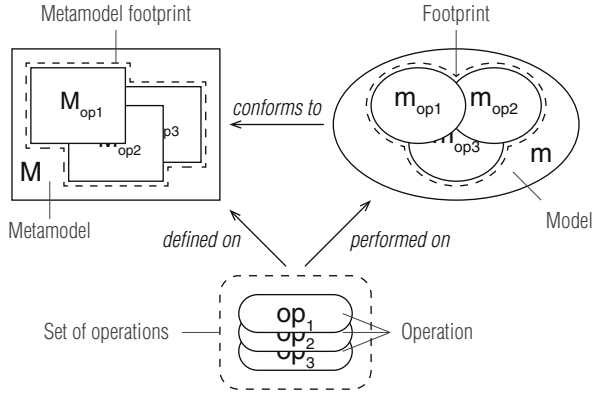 Metamodel footprint
Footprint
M op1
M op2
op3
M
m op1
m op2
m op3
m
conforms to
Metamodel
Model
defined on
performed on
Set of operations
op 1
op 2
op 3
Operation